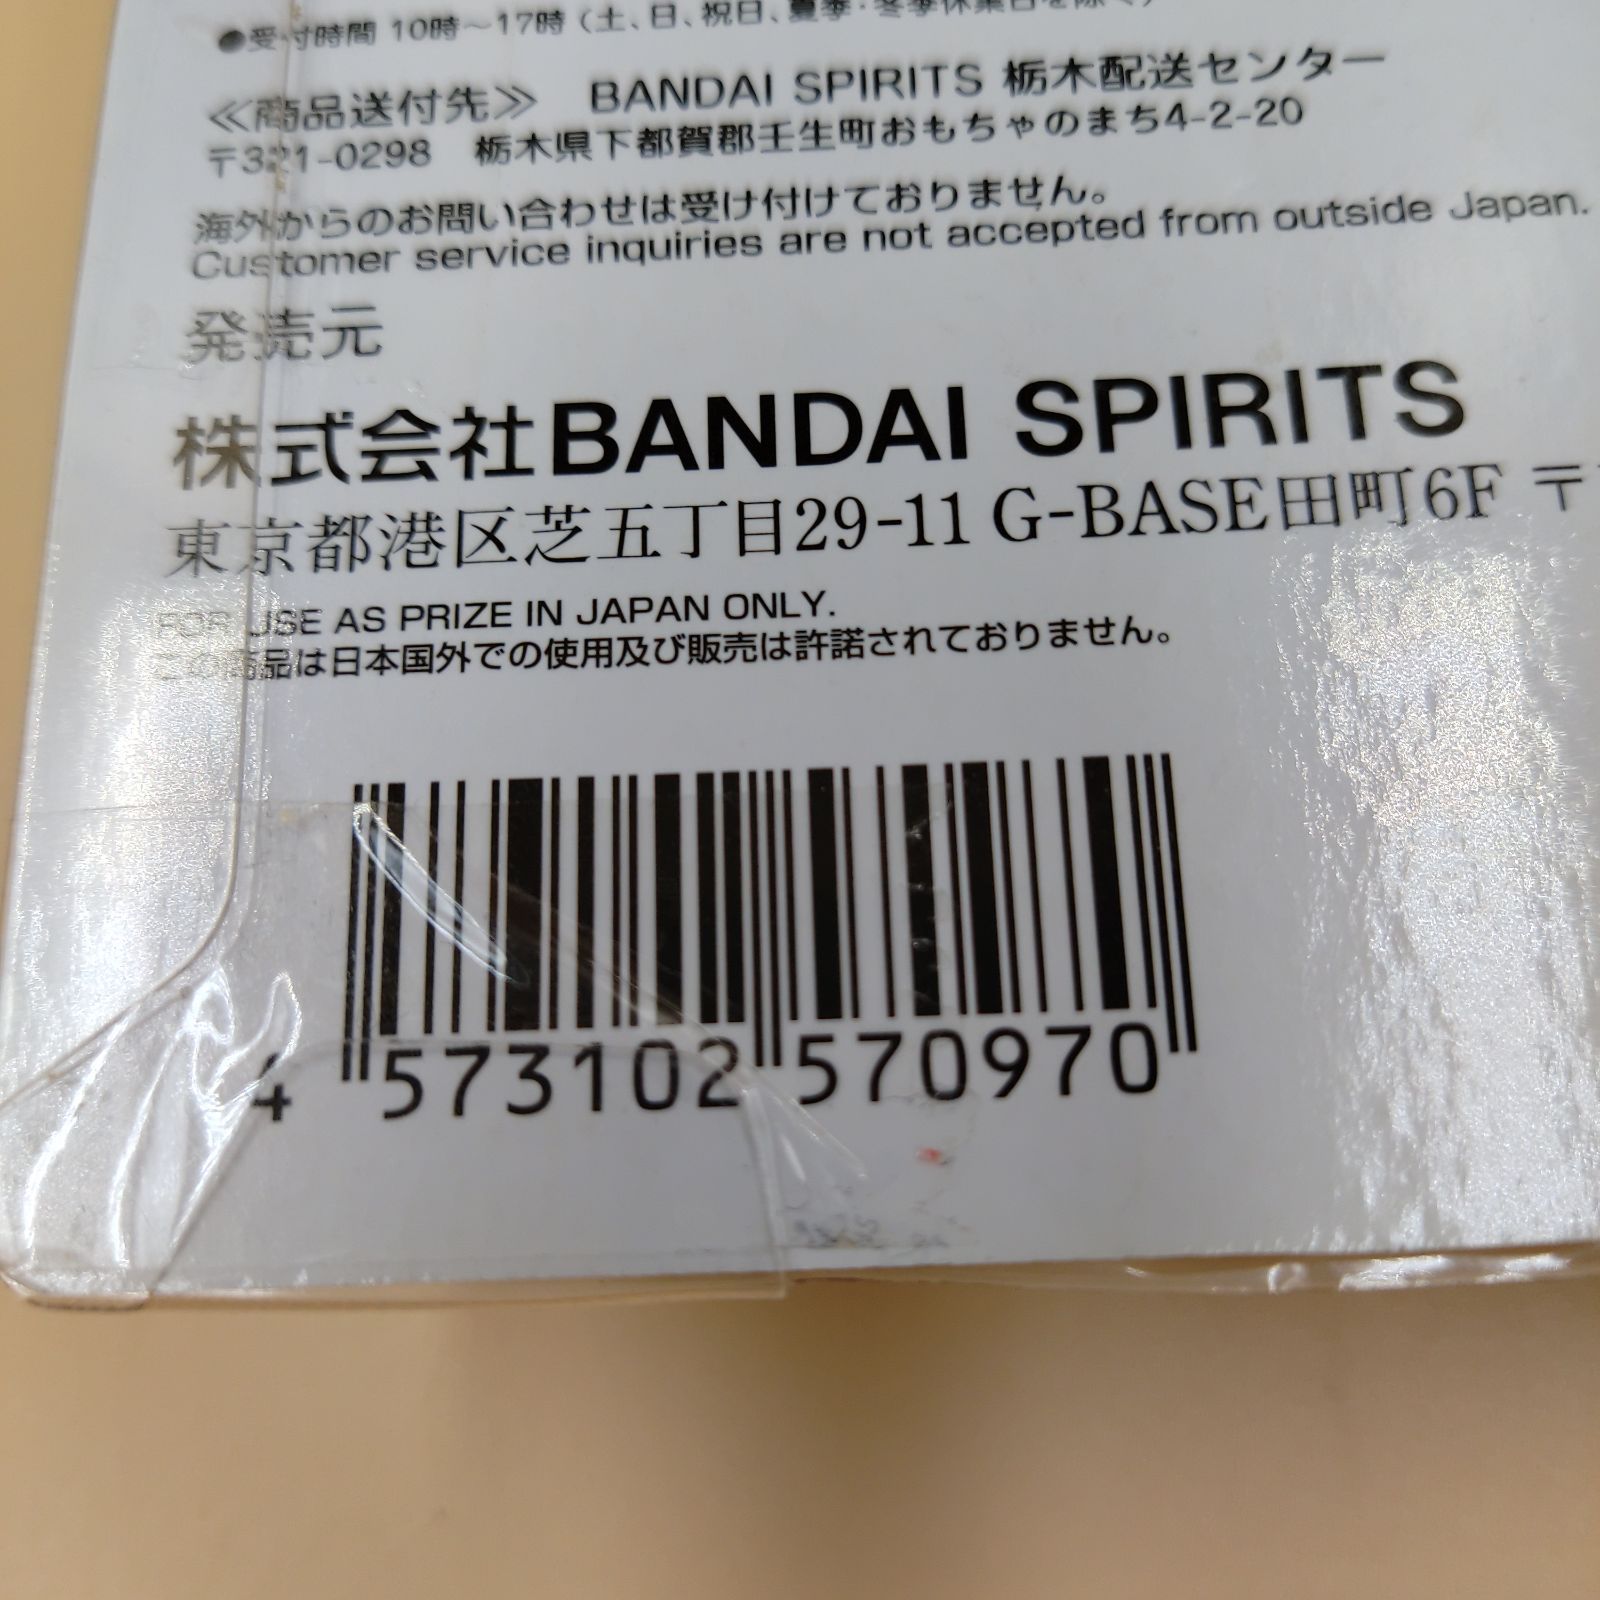 ●受付時間 10時～17時（土、日、祝日、夏季・冬季休業日を除く）
≪商品送付先≫ BANDAI SPIRITS 栃木配送センター
〒321-0298 栃木県下都賀郡壬生町おもちゃのまち4-2-20
海外からのお問い合わせは受け付けておりません。
Customer service inquiries are not accepted from outside Japan.
発売元
株式会社BANDAI SPIRITS
東京都港区芝五丁目29-11 G-BASE田町6F 〒
FOR USE AS PRIZE IN JAPAN ONLY.
この商品は日本国外での使用及び販売は許諾されておりません。
4 573102 570970